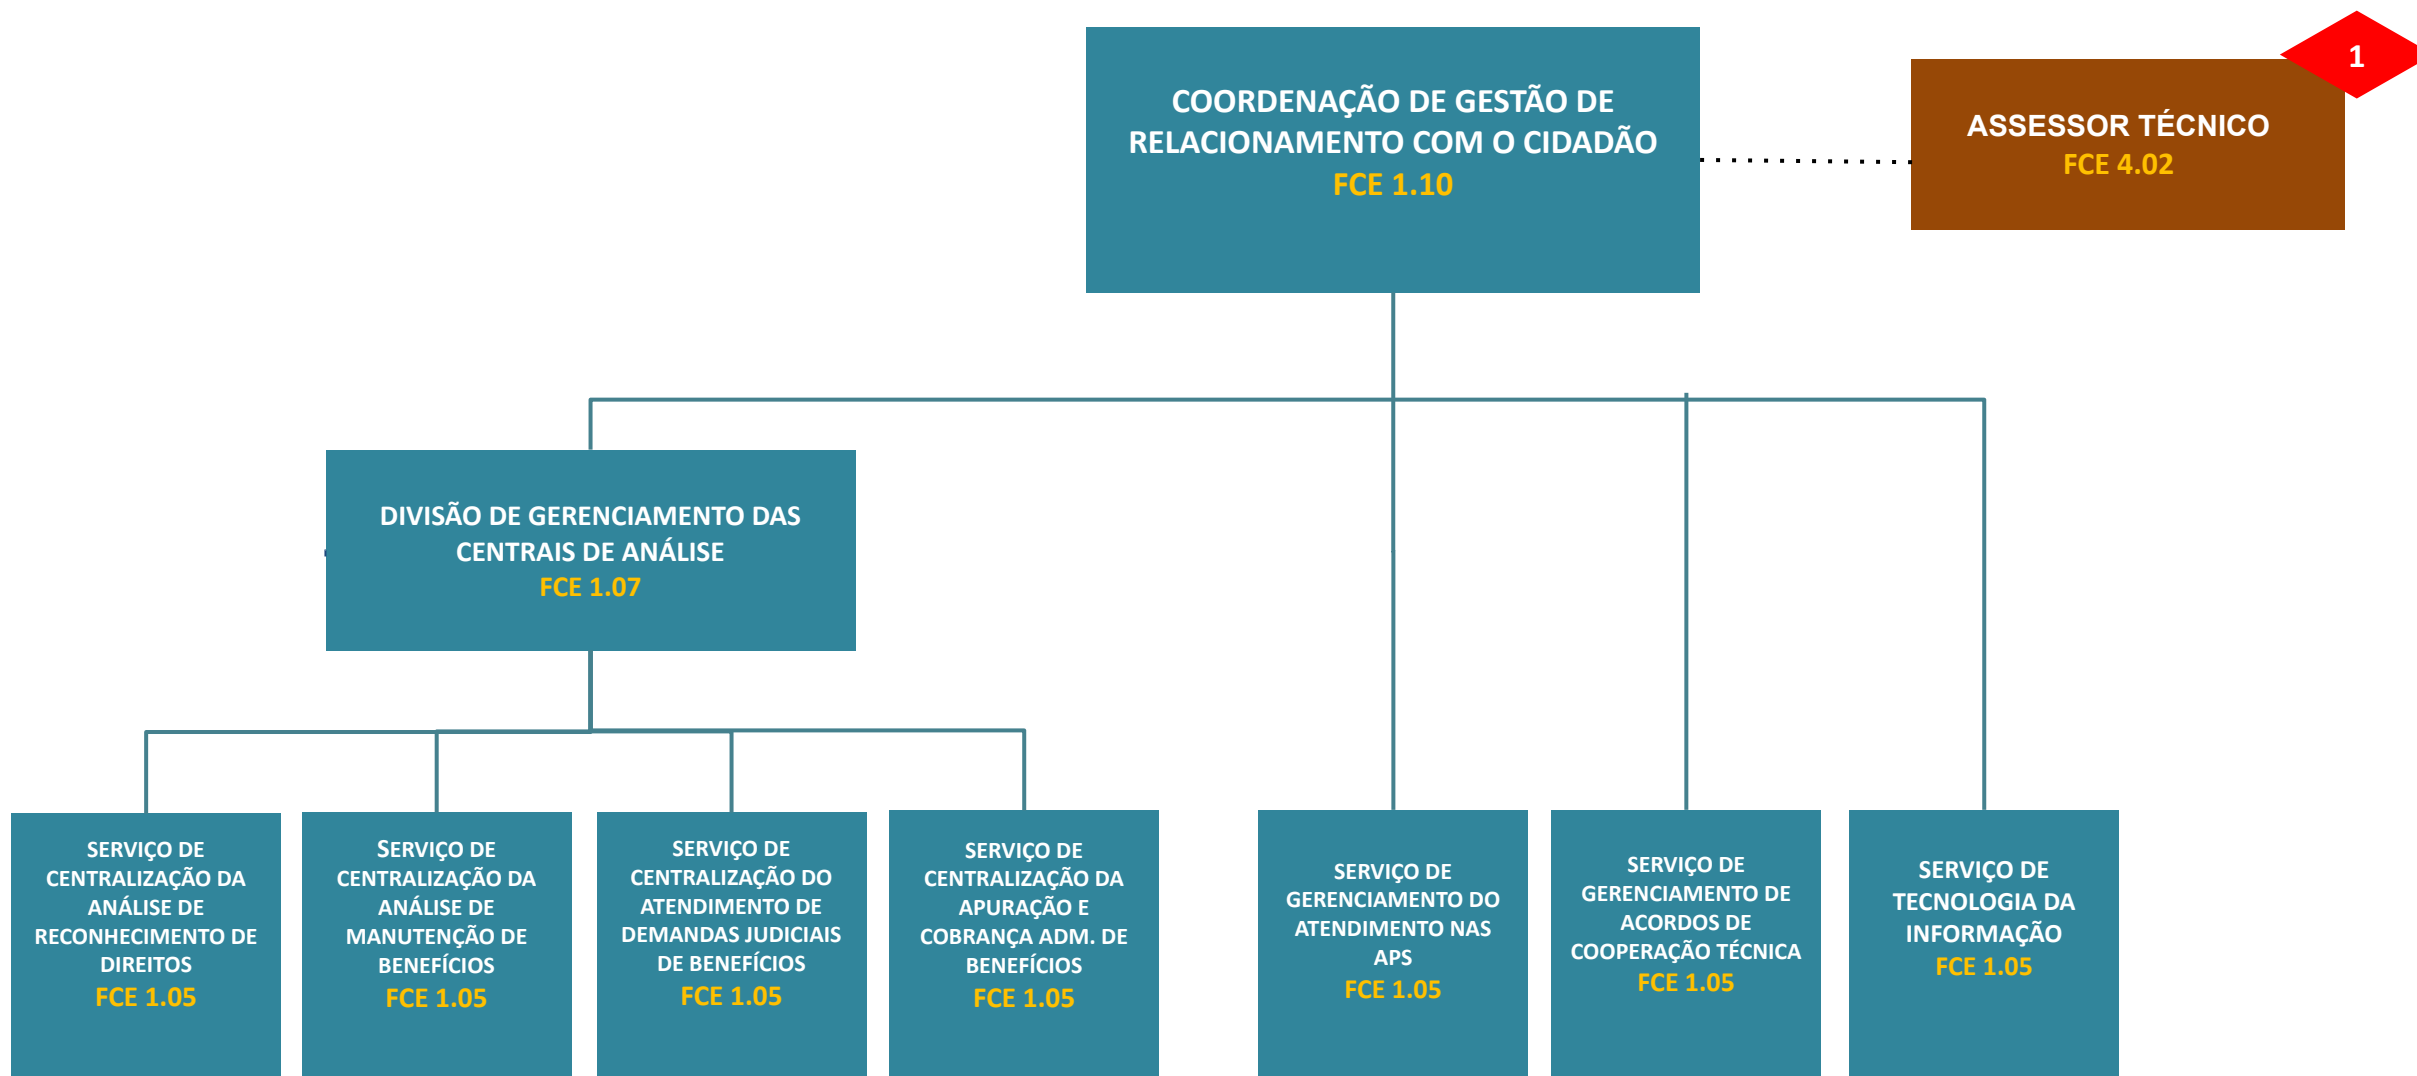 COORDENAÇÃO DE GESTÃO DE
RELACIONAMENTO COM O CIDADÃO
FCE 1.10
1
ASSESSOR TÉCNICO
FCE 4.02
DIVISÃO DE GERENCIAMENTO DAS
CENTRAIS DE ANÁLISE
FCE 1.07
SERVIÇO DE
CENTRALIZAÇÃO DA
ANÁLISE DE
RECONHECIMENTO DE
DIREITOS
FCE 1.05
SERVIÇO DE
CENTRALIZAÇÃO DA
ANÁLISE DE
MANUTENÇÃO DE
BENEFÍCIOS
FCE 1.05
SERVIÇO DE
CENTRALIZAÇÃO DO
ATENDIMENTO DE
DEMANDAS JUDICIAIS
DE BENEFÍCIOS
FCE 1.05
SERVIÇO DE
CENTRALIZAÇÃO DA
APURAÇÃO E
COBRANÇA ADM. DE
BENEFÍCIOS
FCE 1.05
SERVIÇO DE
GERENCIAMENTO DO
ATENDIMENTO NAS
APS
FCE 1.05
SERVIÇO DE
GERENCIAMENTO DE
ACORDOS DE
COOPERAÇÃO TÉCNICA
FCE 1.05
SERVIÇO DE
TECNOLOGIA DA
INFORMAÇÃO
FCE 1.05